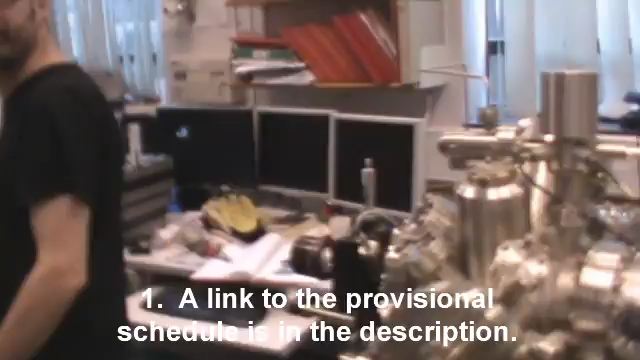 1.  A link to the provisional
schedule is in the description.